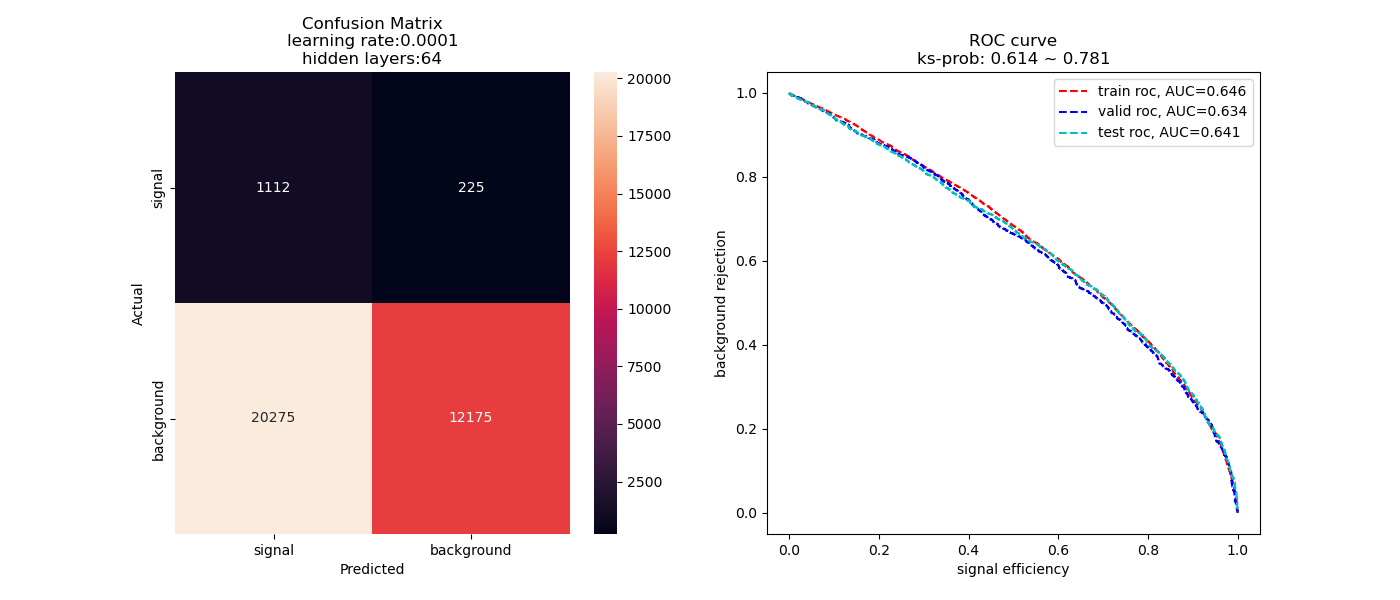 Confusion Matrix
learning rate:0.0001
hidden layers:64
signal
background
Actual
1112
225
20275
12175
signal
background
Predicted
20000
17500
15000
12500
10000
7500
5000
2500
ROC curve
ks-prob: 0.614 ~ 0.781
train roc, AUC=0.646
valid roc, AUC=0.634
test roc, AUC=0.641
background rejection
1.0
0.8
0.6
0.4
0.2
0.0
0.0
0.2
0.4
0.6
0.8
1.0
signal efficiency